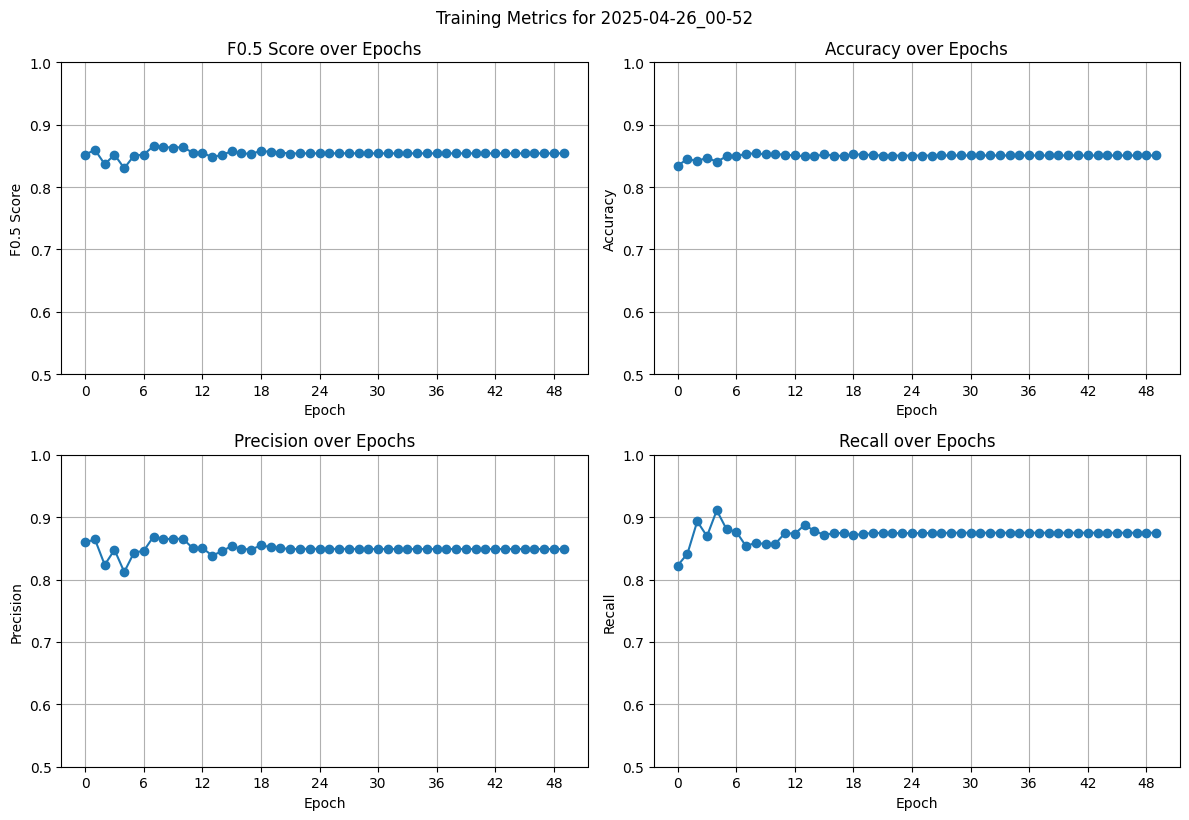 Training Metrics for 2025-04-26_00-52
F0.5 Score over Epochs
1.0
0.9
0.8
0.7
0.6
0.5
F0.5 Score
0 6 12 18 24 30 36 42 48
Epoch
Accuracy over Epochs
1.0
0.9
0.8
0.7
0.6
0.5
Accuracy
0 6 12 18 24 30 36 42 48
Epoch
Precision over Epochs
1.0
0.9
0.8
0.7
0.6
0.5
Precision
0 6 12 18 24 30 36 42 48
Epoch
Recall over Epochs
1.0
0.9
0.8
0.7
0.6
0.5
Recall
0 6 12 18 24 30 36 42 48
Epoch